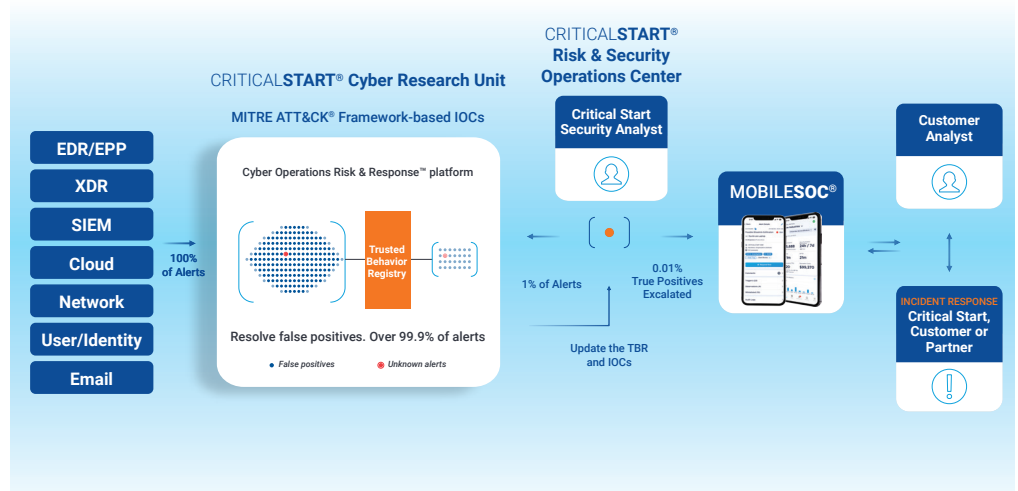 CRITICALSTART®
Risk & Security
Operations Center
CRITICALSTART® Cyber Research Unit
MITRE ATT&CK® Framework-based IOCs
EDR/EPP
XDR
SIEM
Cloud
Network
User/Identity
Email
100%
of Alerts
Cyber Operations Risk & Response™ platform
Trusted
Behavior
Registry
Resolve false positives. Over 99.9% of alerts
False positives
Unknown alerts
Critical Start
Security Analyst
1% of Alerts
0.01%
True Positives
Excalated
Update the TBR
and IOCs
MOBILESOC®
Customer
Analyst
INCIDENT RESPONSE
Critical Start,
Customer or
Partner